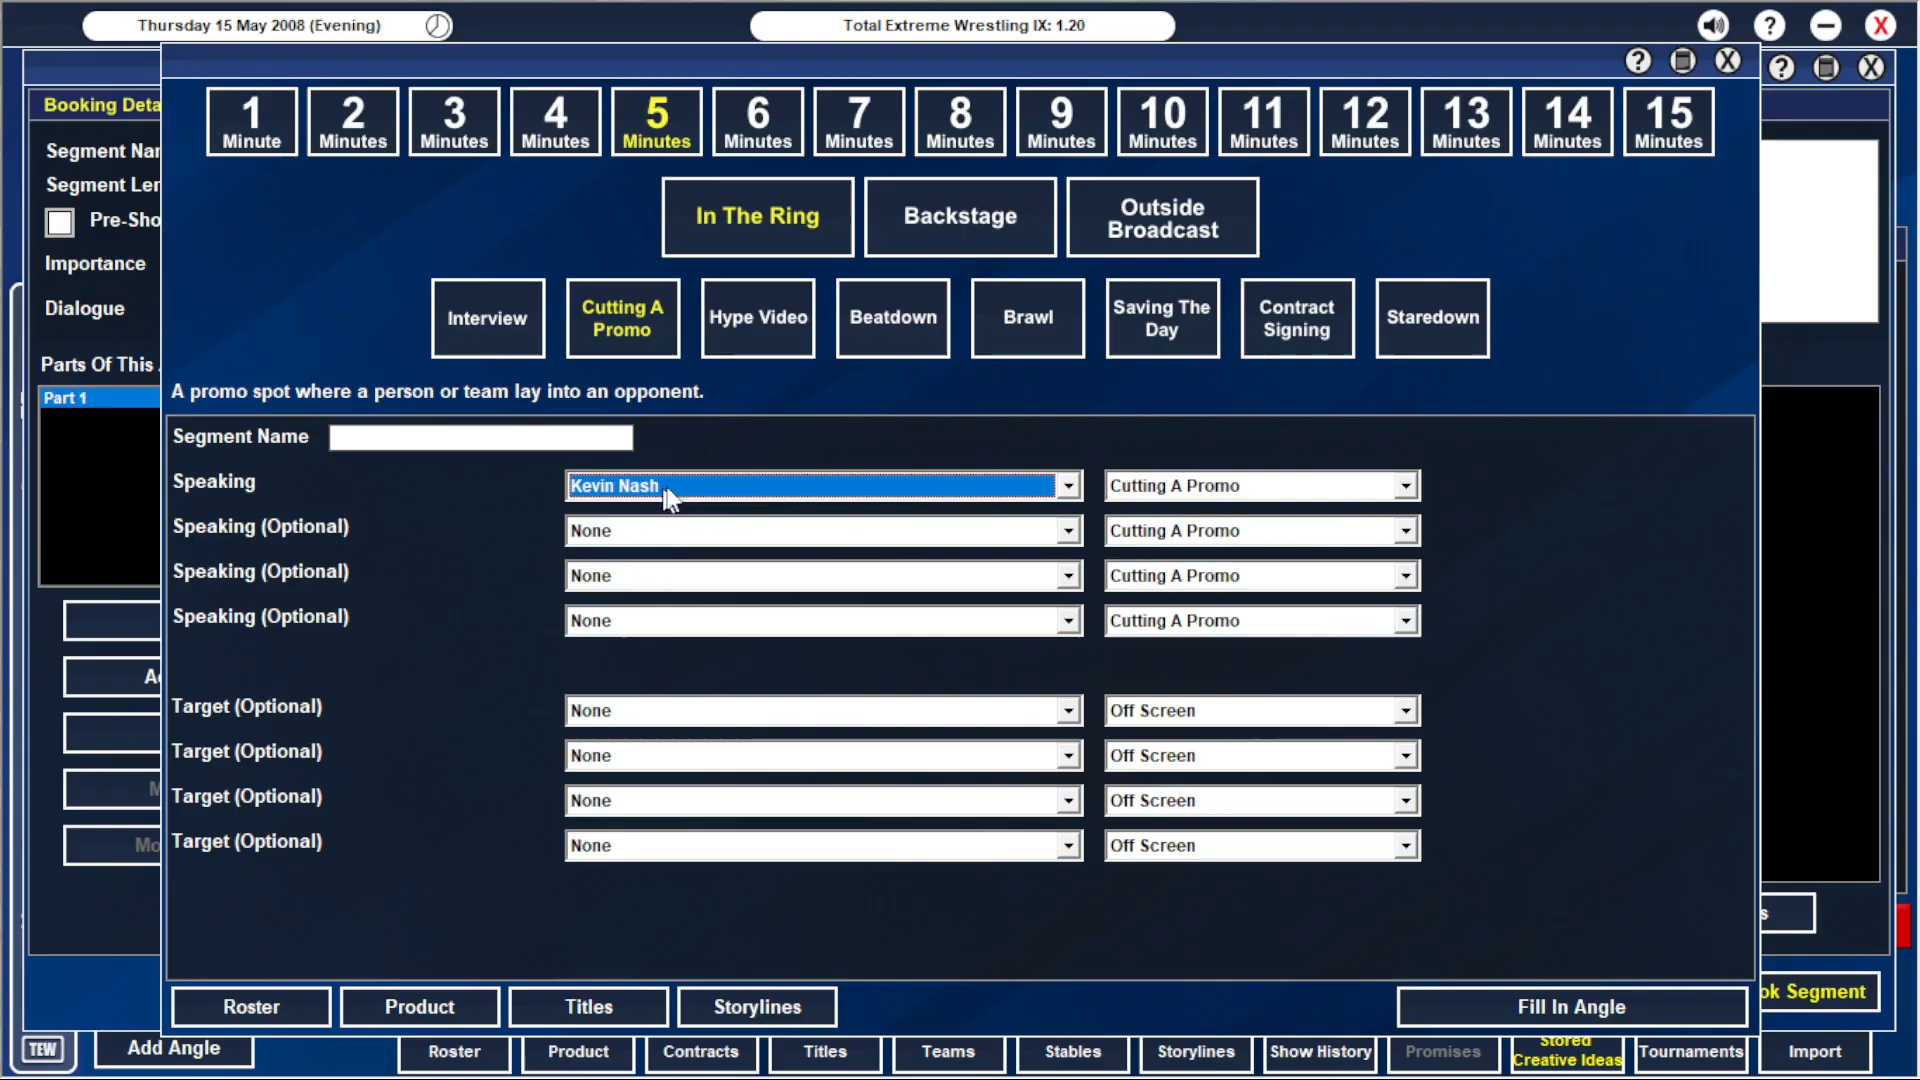 Thursday 15 May 2008 (Evening)
Total Extreme Wrestling IX: 1.20
? X
? X
? X
1 Minute
2 Minutes
3 Minutes
4 Minutes
5 Minutes
6 Minutes
7 Minutes
8 Minutes
9 Minutes
10 Minutes
11 Minutes
12 Minutes
13 Minutes
14 Minutes
15 Minutes
Booking Deta
Segment Nar
Segment Ler
Pre-Sho
Importance
Dialogue
Parts Of This
Part 1
In The Ring
Backstage
Outside
Broadcast
Interview
Cutting A
Promo
Hype Video
Beatdown
Brawl
Saving The
Day
Contract
Signing
Staredown
A promo spot where a person or team lay into an opponent.
Segment Name
Speaking Kevin Nash Cutting A Promo
Speaking (Optional) None Cutting A Promo
Speaking (Optional) None Cutting A Promo
Speaking (Optional) None Cutting A Promo
Target (Optional) None Off Screen
Target (Optional) None Off Screen
Target (Optional) None Off Screen
Target (Optional) None Off Screen
Roster
Product
Titles
Storylines
Fill In Angle
ok Segment
TEW
Add Angle
Roster
Product
Contracts
Titles
Teams
Stables
Storylines
Show History
Promises
Stored
Creative Ideas
Tournaments
Import